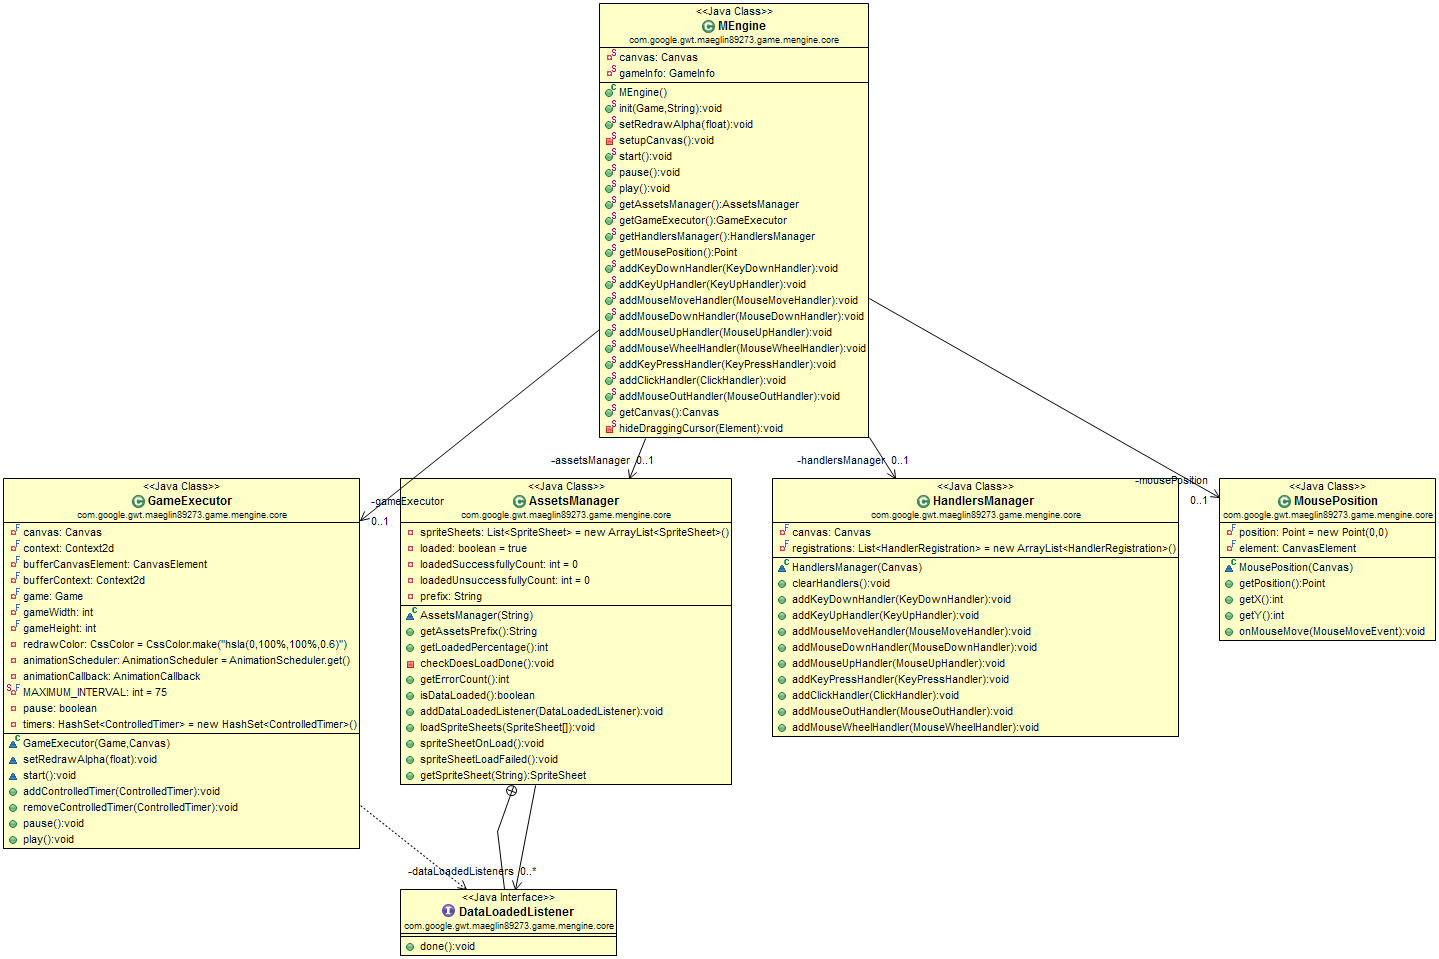 <<Java Class>>
MEngine
com.google.gwt.maeglin89273.game.mengine.core
canvas: Canvas
gameInfo: GameInfo
MEngine()
init(Game,String):void
setRedrawAlpha(float):void
setupCanvas():void
start():void
pause():void
play():void
getAssetsManager():AssetsManager
getGameExecutor():GameExecutor
getHandlersManager():HandlersManager
getMousePosition():Point
addKeyDownHandler(KeyDownHandler):void
addKeyUpHandler(KeyUpHandler):void
addMouseMoveHandler(MouseMoveHandler):void
addMouseDownHandler(MouseDownHandler):void
addMouseUpHandler(MouseUpHandler):void
addMouseWheelHandler(MouseWheelHandler):void
addKeyPressHandler(KeyPressHandler):void
addClickHandler(ClickHandler):void
addMouseOutHandler(MouseOutHandler):void
getCanvas():Canvas
hideDraggingCursor(Element):void
-gameExecutor
0..1
-assetsManager 0..1
-handlersManager 0..1
-mousePosition
0..1
<<Java Class>>
GameExecutor
com.google.gwt.maeglin89273.game.mengine.core
canvas: Canvas
context: Context2d
bufferCanvasElement: CanvasElement
bufferContext: Context2d
game: Game
gameWidth: int
gameHeight: int
redrawColor: CssColor = CssColor.make("hsla(0,100%,100%,0.6)")
animationScheduler: AnimationScheduler = AnimationScheduler.get()
animationCallback: AnimationCallback
MAXIMUM_INTERVAL: int = 75
pause: boolean
timers: HashSet<ControlledTimer> = new HashSet<ControlledTimer>()
GameExecutor(Game,Canvas)
setRedrawAlpha(float):void
start():void
addControlledTimer(ControlledTimer):void
removeControlledTimer(ControlledTimer):void
pause():void
play():void
<<Java Class>>
AssetsManager
com.google.gwt.maeglin89273.game.mengine.core
spriteSheets: List<SpriteSheet> = new ArrayList<SpriteSheet>()
loaded: boolean = true
loadedSuccessfullyCount: int = 0
loadedUnsuccessfullyCount: int = 0
prefix: String
AssetsManager(String)
getAssetsPrefix():String
getLoadedPercentage():int
checkDoesLoadDone():void
getErrorCount():int
isDataLoaded():boolean
addDataLoadedListener(DataLoadedListener):void
loadSpriteSheets(SpriteSheet[]):void
spriteSheetOnLoad():void
spriteSheetLoadFailed():void
getSpriteSheet(String):SpriteSheet
<<Java Class>>
HandlersManager
com.google.gwt.maeglin89273.game.mengine.core
canvas: Canvas
registrations: List<HandlerRegistration> = new ArrayList<HandlerRegistration>()
HandlersManager(Canvas)
clearHandlers():void
addKeyDownHandler(KeyDownHandler):void
addKeyUpHandler(KeyUpHandler):void
addMouseMoveHandler(MouseMoveHandler):void
addMouseDownHandler(MouseDownHandler):void
addMouseUpHandler(MouseUpHandler):void
addKeyPressHandler(KeyPressHandler):void
addClickHandler(ClickHandler):void
addMouseOutHandler(MouseOutHandler):void
addMouseWheelHandler(MouseWheelHandler):void
<<Java Class>>
MousePosition
com.google.gwt.maeglin89273.game.mengine.core
position: Point = new Point(0,0)
element: CanvasElement
MousePosition(Canvas)
getPosition():Point
getX():int
getY():int
onMouseMove(MouseMoveEvent):void
-dataLoadedListeners 0..*
<<Java Interface>>
DataLoadedListener
com.google.gwt.maeglin89273.game.mengine.core
done():void